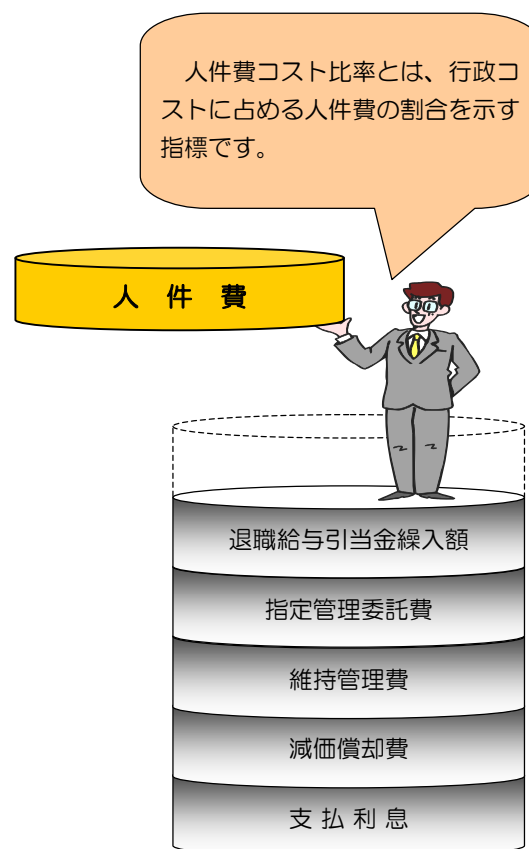 人件費コスト比率とは、行政コ
ストに占める人件費の割合を示す
指標です。
人 件 費
退職給与引当金繰入額
指定管理委託費
維持管理費
減価償却費
支 払 利 息